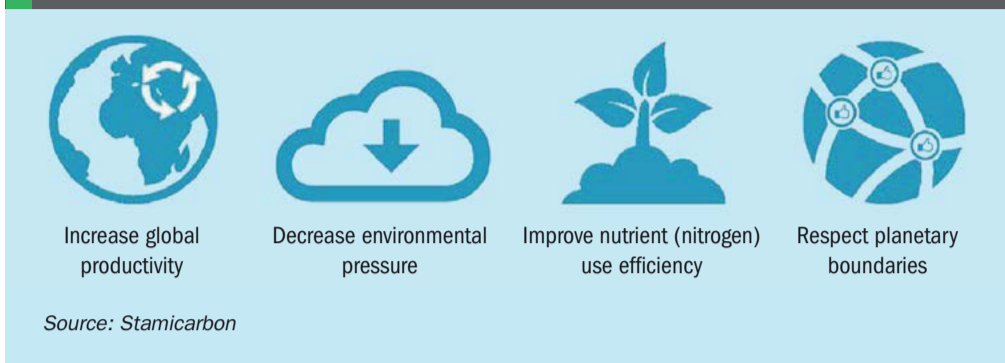 Increase global
productivity
Decrease environmental
pressure
Improve nutrient (nitrogen)
use efficiency
Respect planetary
boundaries
Source: Stamicarbon